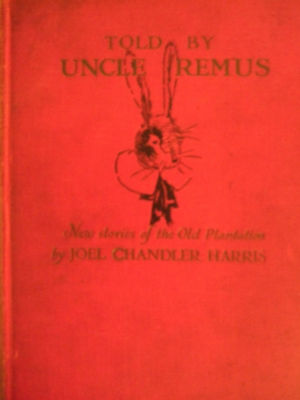 TOLD BY
UNCLE REMUS
New stories of the Old Plantation
by JOEL CHANDLER HARRIS